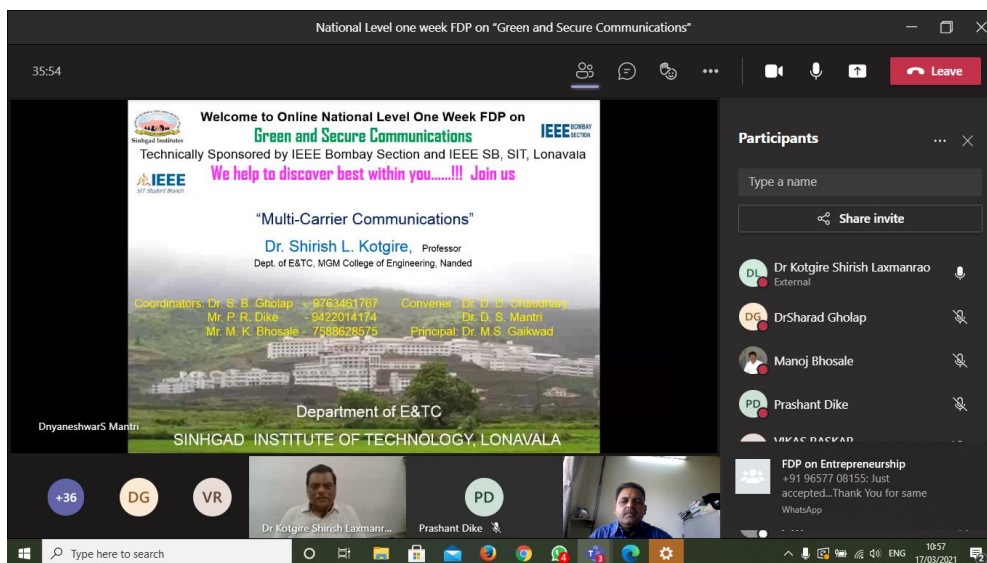 National Level one week FDP on "Green and Secure Communications"
35:54
Leave
Sinhgad Institutes
Welcome to Online National Level One Week FDP on
Green and Secure Communications
IEEE BOMBAY SECTION
Technically Sponsored by IEEE Bombay Section and IEEE SB, SIT, Lonavala
IEEE
SIT Student Branch
We help to discover best within you......!!! Join us
"Multi-Carrier Communications"
Dr. Shirish L. Kotgire, Professor
Dept. of E&TC, MGM College of Engineering, Nanded
Coordinators: Dr. S. B. Gholap - 9763461767 Convener : Dr. D. D. Chaudhary
Mr. P. R. Dike -9422014174 Dr. D. S. Mantri
Mr. M. K. Bhosale - 7588628575 Principal: Dr. M.S. Gaikwad
Department of E&TC
SINHGAD INSTITUTE OF TECHNOLOGY, LONAVALA
DnyaneshwarS Mantri
+36
DG
VR
Dr Kotgire Shirish Laxmanr...
PD
Prashant Dike
Participants
Type a name
Share invite
DL
Dr Kotgire Shirish Laxmanrao
External
DG
DrSharad Gholap
Manoj Bhosale
PD
Prashant Dike
VIKAS BASKAR
FDP on Entrepreneurship
+91 96577 08155: Just
accepted...Thank You for same
WhatsApp
Type here to search
4
3
ENG
10:57
17/03/2021
2